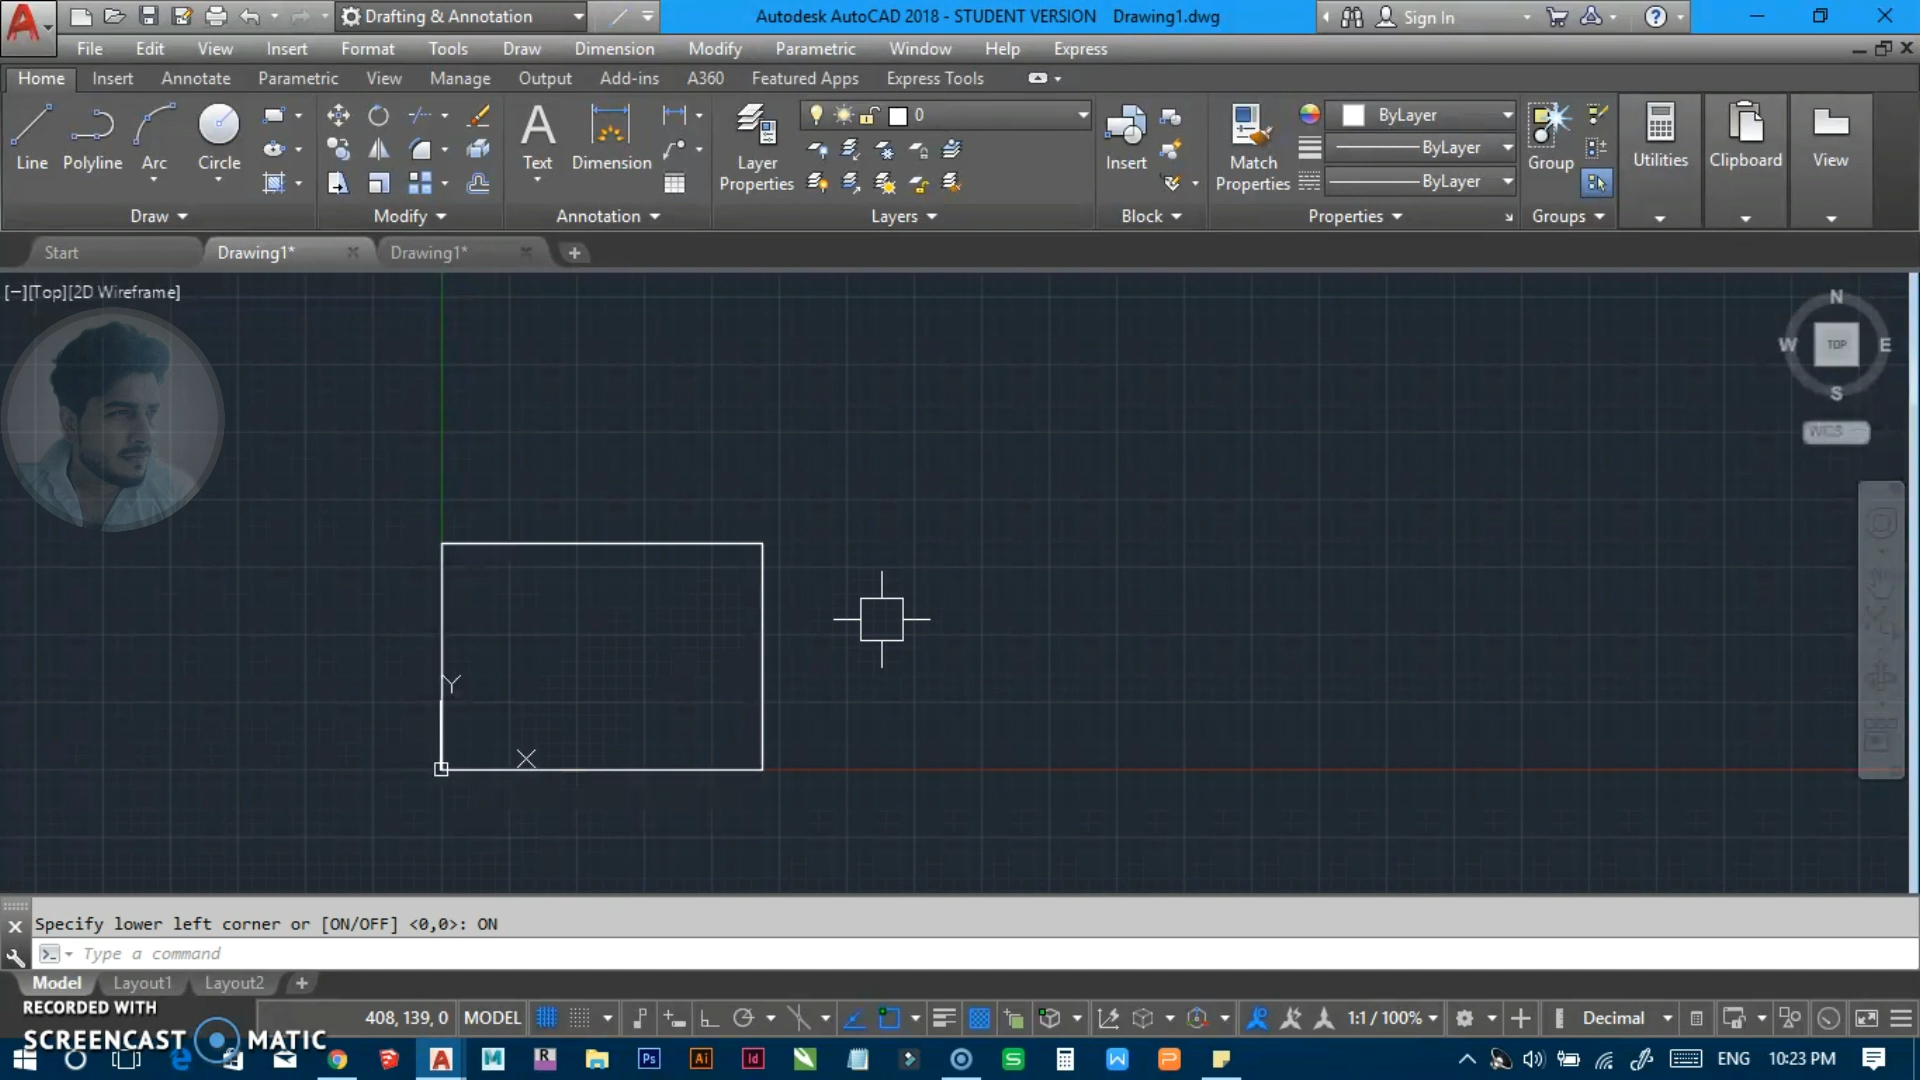 Drafting & Annotation
Autodesk AutoCAD 2018 - STUDENT VERSION Drawing1.dwg
Sign In
File Edit View Insert Format Tools Draw Dimension Modify Parametric Window Help Express
Home Insert Annotate Parametric View Manage Output Add-ins A360 Featured Apps Express Tools
0
ByLayer
ByLayer
ByLayer
Line Polyline Arc Circle
Text Dimension
Layer Properties
Insert
Match Properties
Group
Utilities Clipboard View
Draw Modify Annotation Layers Block Properties Groups
Start Drawing1* Drawing1*
[−][Top][2D Wireframe]
N
W TOP E
S
WCS
Y
X
Specify lower left corner or [ON/OFF] <0,0>: ON
Type a command
Model Layout1 Layout2
RECORDED WITH
SCREENCAST MATIC
408, 139, 0 MODEL 1:1 / 100% Decimal
ENG 10:23 PM